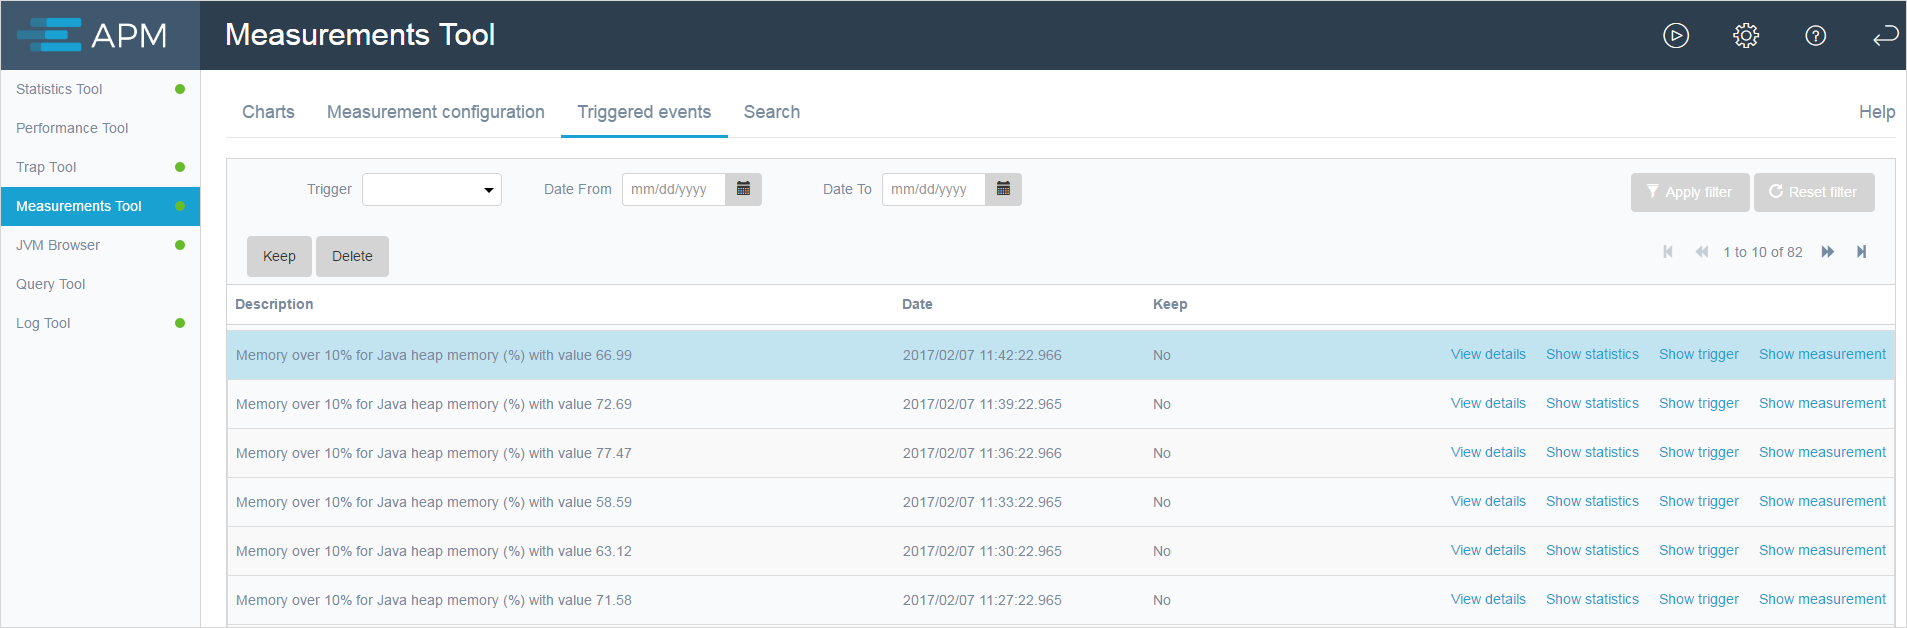 APM
Measurements Tool
Statistics Tool
Performance Tool
Trap Tool
Measurements Tool
JVM Browser
Query Tool
Log Tool
Charts Measurement configuration Triggered events Search Help
Trigger Date From mm/dd/yyyy Date To mm/dd/yyyy Apply filter Reset filter
Keep Delete 1 to 10 of 82
Description Date Keep
Memory over 10% for Java heap memory (%) with value 66.99 2017/02/07 11:42:22.966 No View details Show statistics Show trigger Show measurement
Memory over 10% for Java heap memory (%) with value 72.69 2017/02/07 11:39:22.965 No View details Show statistics Show trigger Show measurement
Memory over 10% for Java heap memory (%) with value 77.47 2017/02/07 11:36:22.966 No View details Show statistics Show trigger Show measurement
Memory over 10% for Java heap memory (%) with value 58.59 2017/02/07 11:33:22.965 No View details Show statistics Show trigger Show measurement
Memory over 10% for Java heap memory (%) with value 63.12 2017/02/07 11:30:22.965 No View details Show statistics Show trigger Show measurement
Memory over 10% for Java heap memory (%) with value 71.58 2017/02/07 11:27:22.965 No View details Show statistics Show trigger Show measurement